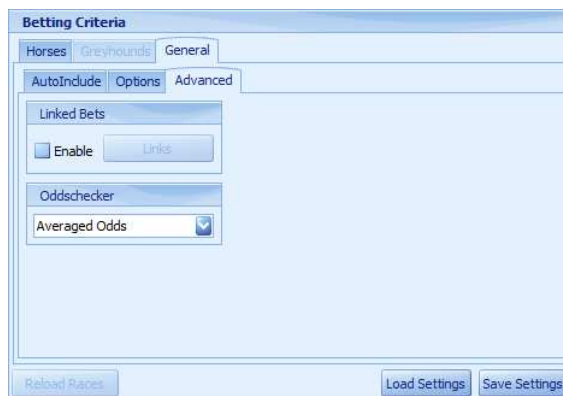 Betting Criteria
Horses Greyhounds General
AutoInclude Options Advanced
Linked Bets
Enable Links
Oddschecker
Averaged Odds
Reload Races Load Settings Save Settings